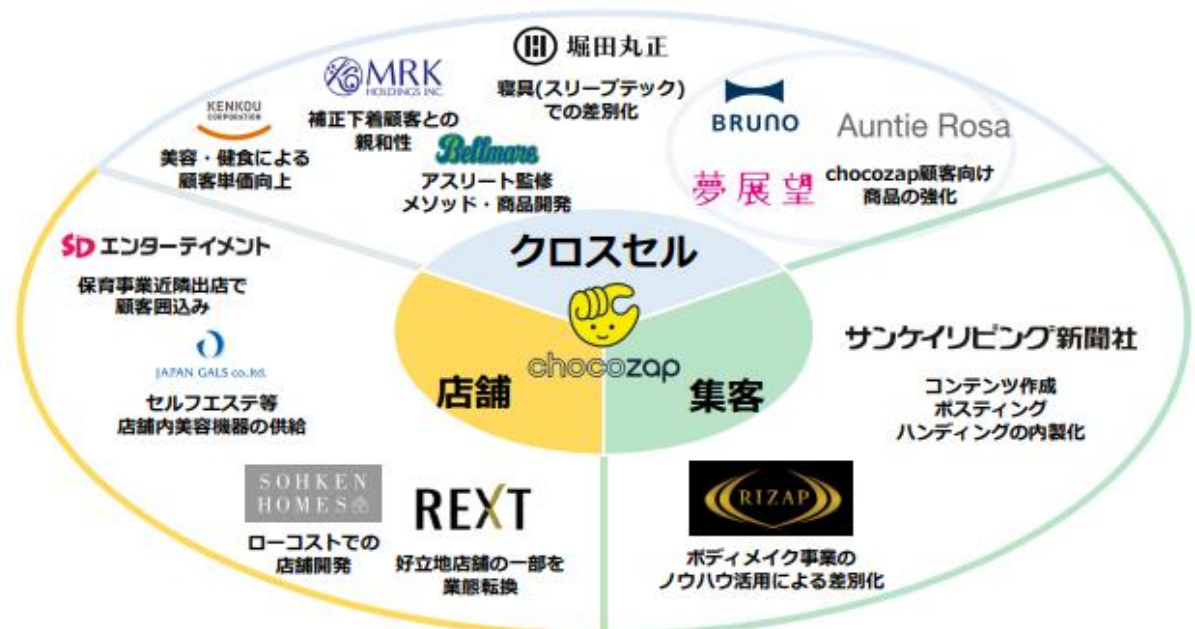 堀田丸正
寝具(スリープテック)
での差別化
MRK
HOLDINGS INC.
補正下着顧客との
親和性
KENKOU
CORPORATION
美容・健食による
顧客単価向上
Bellmare
アスリート監修
メソッド・商品開発
BRUNO
Auntie Rosa
夢展望
chocozap顧客向け
商品の強化
クロスセル
chocozap
店舗
集客
SDエンターテイメント
保育事業近隣出店で
顧客囲込み
JAPAN GALS co.,ltd.
セルフエステ等
店舗内美容機器の供給
SOHKEN
HOMES
ローコストでの
店舗開発
REXT
好立地店舗の一部を
業態転換
サンケイリビング新聞社
コンテンツ作成
ポスティング
ハンディングの内製化
RIZAP
ボディメイク事業の
ノウハウ活用による差別化